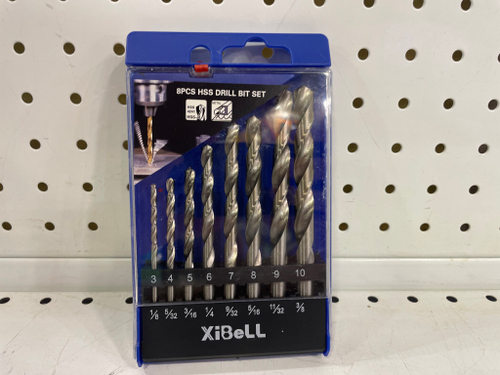 8PCS HSS DRILL BIT SET
3 4 5 6 7 8 9 10
1/8 5/32 3/16 1/4 9/32 5/16 11/32 3/8
XiBeLL